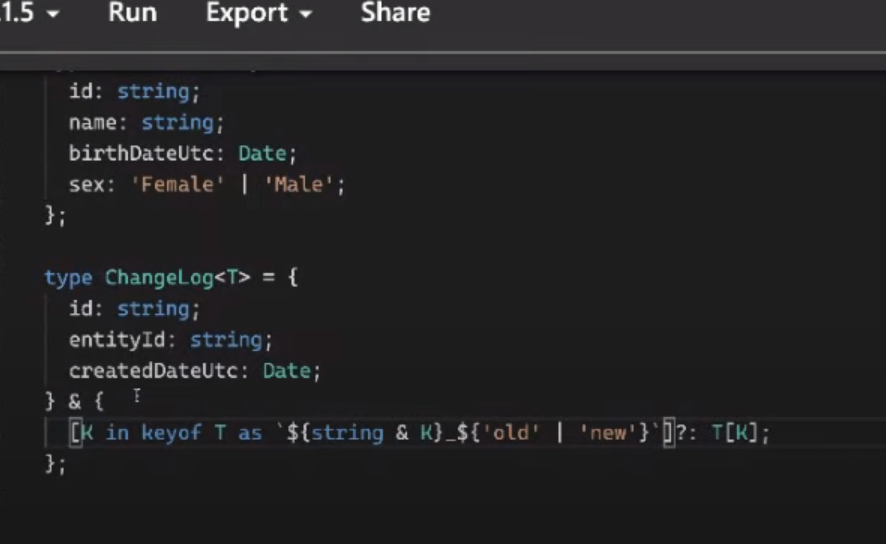 .1.5 Run Export Share
id: string;
name: string;
birthDateUtc: Date;
sex: 'Female' | 'Male';
};
type ChangeLog<T> = {
id: string;
entityId: string;
createdDateUtc: Date;
} & {
[K in keyof T as `${string & K}_${'old' | 'new'}`]?: T[K];
};